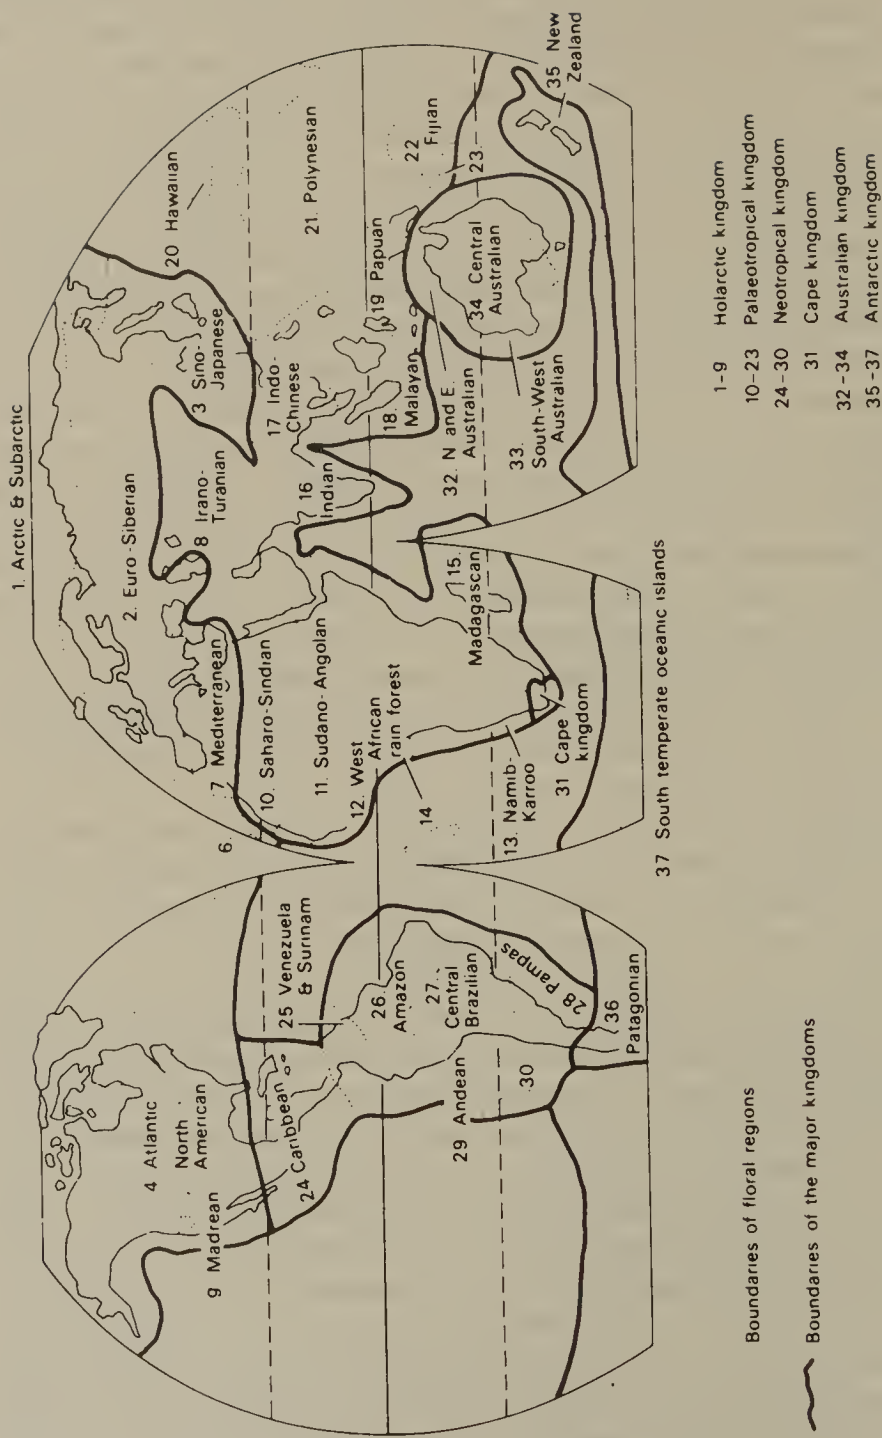 1. Arctic & Subarctic
2. Euro-Siberian
3 Sino-
Japanese
4 Atlantic
North
American
6.
7 Mediterranean
8 Irano-
Turanian
9 Madrean
10. Saharo-Sindian
11. Sudano-Angolan
12. West
African
rain forest
13. Namib-
Karroo
14
15.
Madagascan
16
Indian
17 Indo-
Chinese
18.
Malayan
19 Papuan
20 Hawaiian
21. Polynesian
22
Fijian
23.
24 Caribbean
25 Venezuela
& Surinam
26.
Amazon
27.
Central
Brazilian
28 Pampas
29 Andean
30
31 Cape
kingdom
32. N and E.
Australian
33.
South-West
Australian
34 Central
Australian
35 New
Zealand
36
Patagonian
37 South temperate oceanic islands
Boundaries of floral regions
Boundaries of the major kingdoms
1-9 Holarctic kingdom
10-23 Palaeotropical kingdom
24-30 Neotropical kingdom
31 Cape kingdom
32-34 Australian kingdom
35-37 Antarctic kingdom